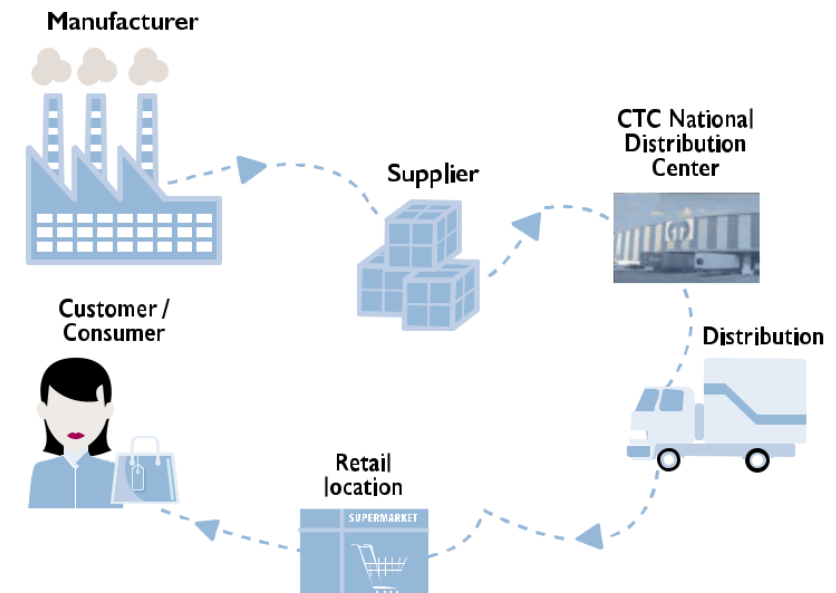 Manufacturer
Supplier
CTC National
Distribution
Center
Distribution
Retail
location
SUPERMARKET
Customer /
Consumer